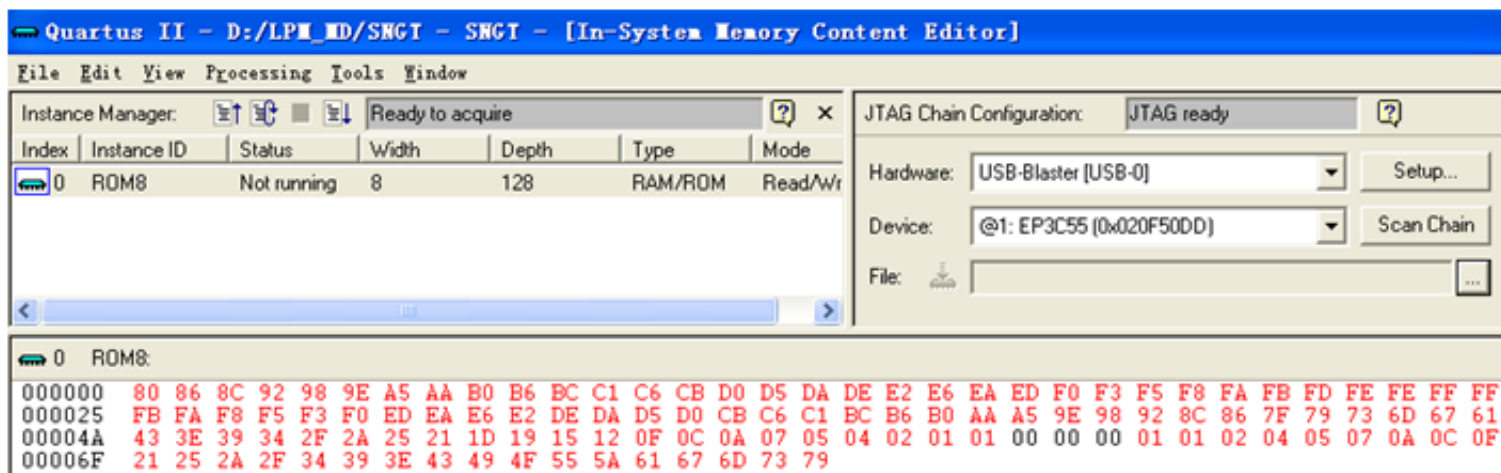 Quartus II - D:/LPM_MD/SNGT - SNGT - [In-System Memory Content Editor]
File Edit View Processing Tools Window
Instance Manager: Ready to acquire
JTAG Chain Configuration: JTAG ready
Index Instance ID Status Width Depth Type Mode
0 ROM8 Not running 8 128 RAM/ROM Read/Wr
Hardware: USB-Blaster [USB-0] Setup...
Device: @1: EP3C55 (0x020F50DD) Scan Chain
File: ...
0 ROM8:
000000 80 86 8C 92 98 9E A5 AA B0 B6 BC C1 C6 CB D0 D5 DA DE E2 E6 EA ED F0 F3 F5 F8 FA FB FD FE FE FF FF
000025 FB FA F8 F5 F3 F0 ED EA E6 E2 DE DA D5 D0 CB C6 C1 BC B6 B0 AA A5 9E 98 92 8C 86 7F 79 73 6D 67 61
00004A 43 3E 39 34 2F 2A 25 21 1D 19 15 12 0F 0C 0A 07 05 04 02 01 01 00 00 00 01 01 02 04 05 07 0A 0C 0F
00006F 21 25 2A 2F 34 39 3E 43 49 4F 55 5A 61 67 6D 73 79